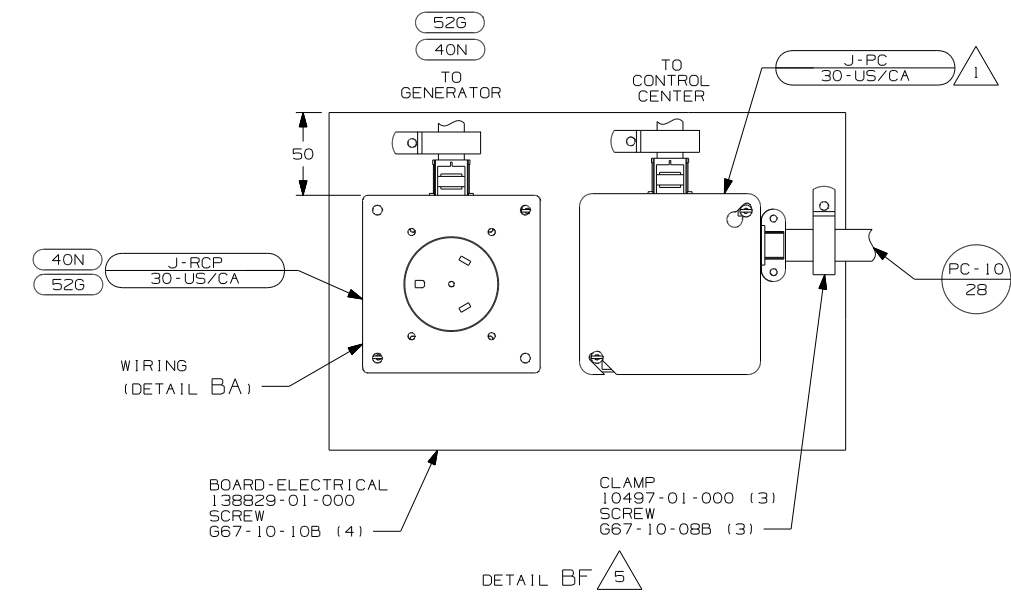 52G
40N
TO
GENERATOR
TO
CONTROL
CENTER
J-PC
30-US/CA
1
50
40N
52G
J-RCP
30-US/CA
PC-10
28
WIRING
(DETAIL BA)
BOARD-ELECTRICAL
138829-01-000
SCREW
G67-10-10B (4)
CLAMP
10497-01-000 (3)
SCREW
G67-10-08B (3)
DETAIL BF 5